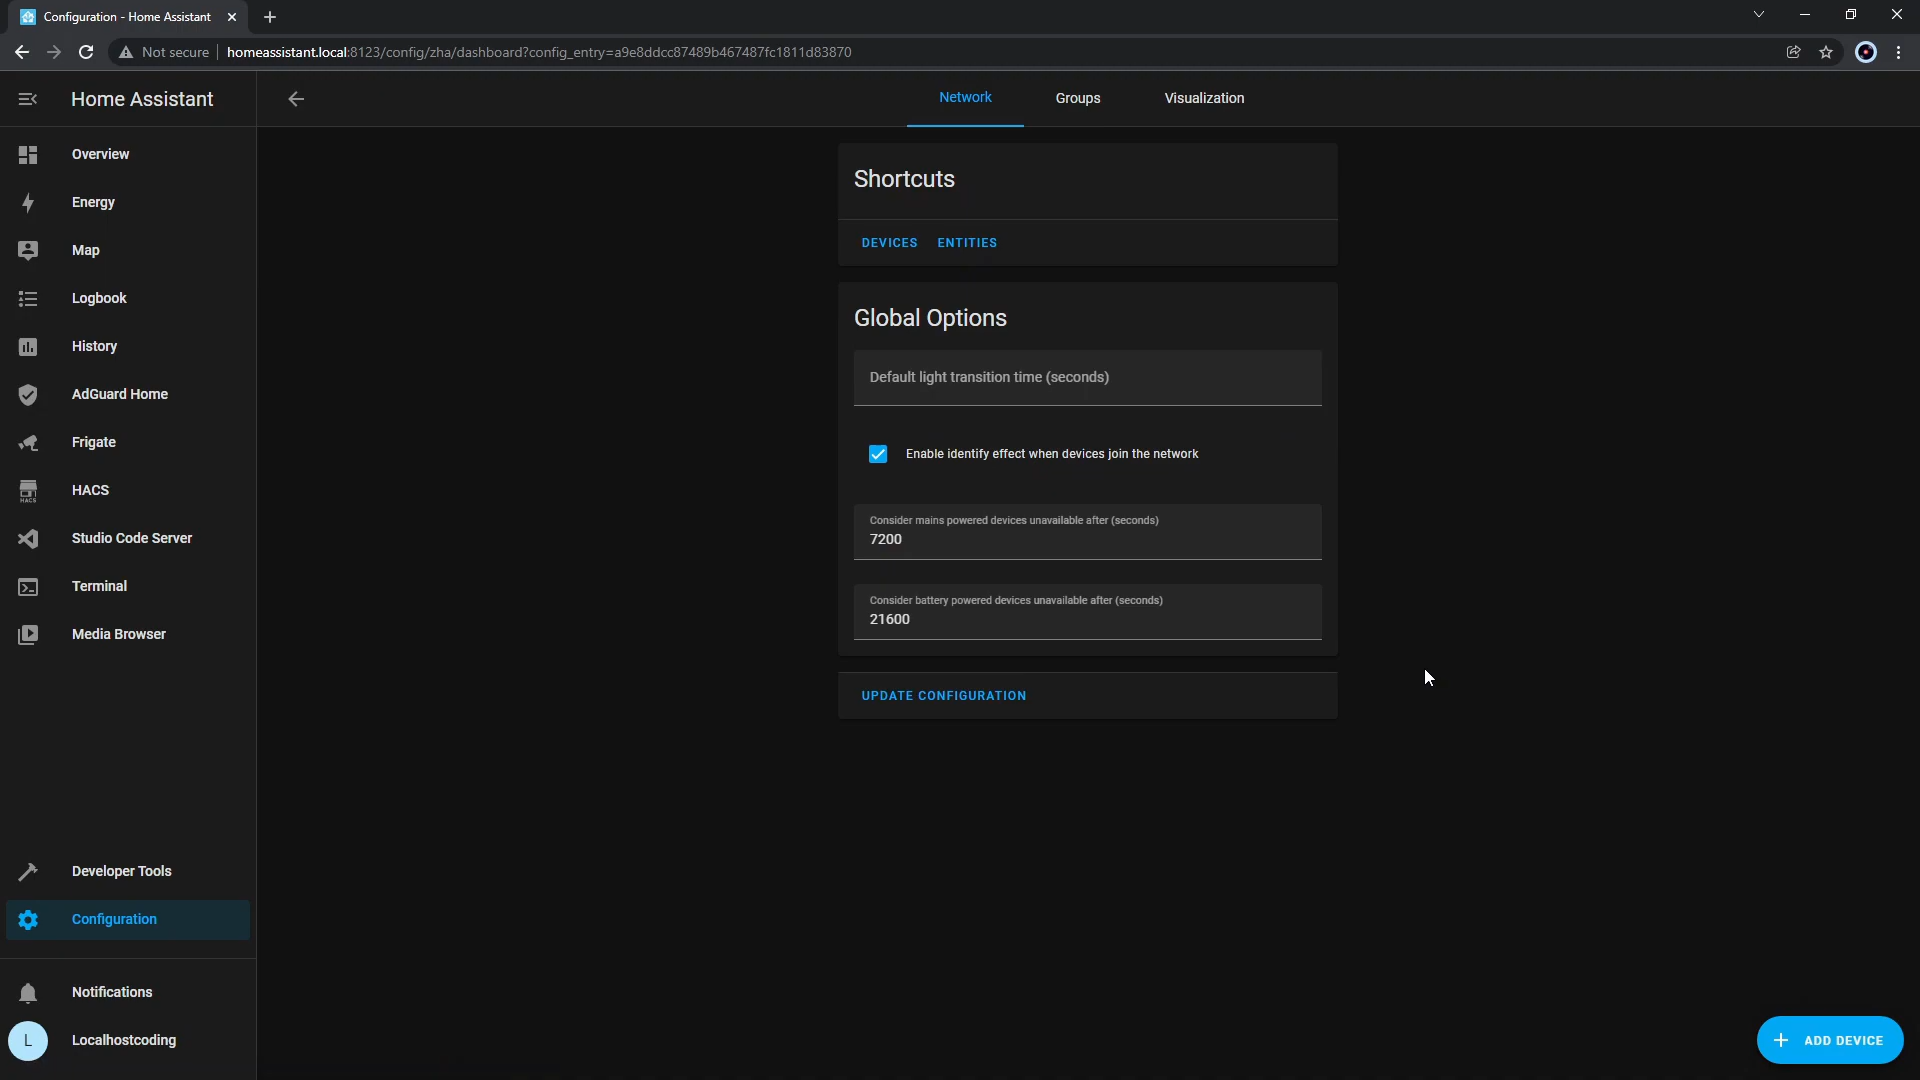 Configuration - Home Assistant
Not secure
homeassistant.local:8123/config/zha/dashboard?config_entry=a9e8ddcc87489b467487fc1811d83870
Home Assistant
Network
Groups
Visualization
Overview
Energy
Map
Logbook
History
AdGuard Home
Frigate
HACS
HACS
Studio Code Server
Terminal
Media Browser
Developer Tools
Configuration
Notifications
L
Localhostcoding
Shortcuts
DEVICES
ENTITIES
Global Options
Default light transition time (seconds)
Enable identify effect when devices join the network
Consider mains powered devices unavailable after (seconds)
7200
Consider battery powered devices unavailable after (seconds)
21600
UPDATE CONFIGURATION
ADD DEVICE